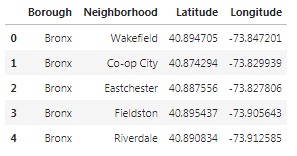 Borough Neighborhood Latitude Longitude
0 Bronx Wakefield 40.894705 -73.847201
1 Bronx Co-op City 40.874294 -73.829939
2 Bronx Eastchester 40.887556 -73.827806
3 Bronx Fieldston 40.895437 -73.905643
4 Bronx Riverdale 40.890834 -73.912585